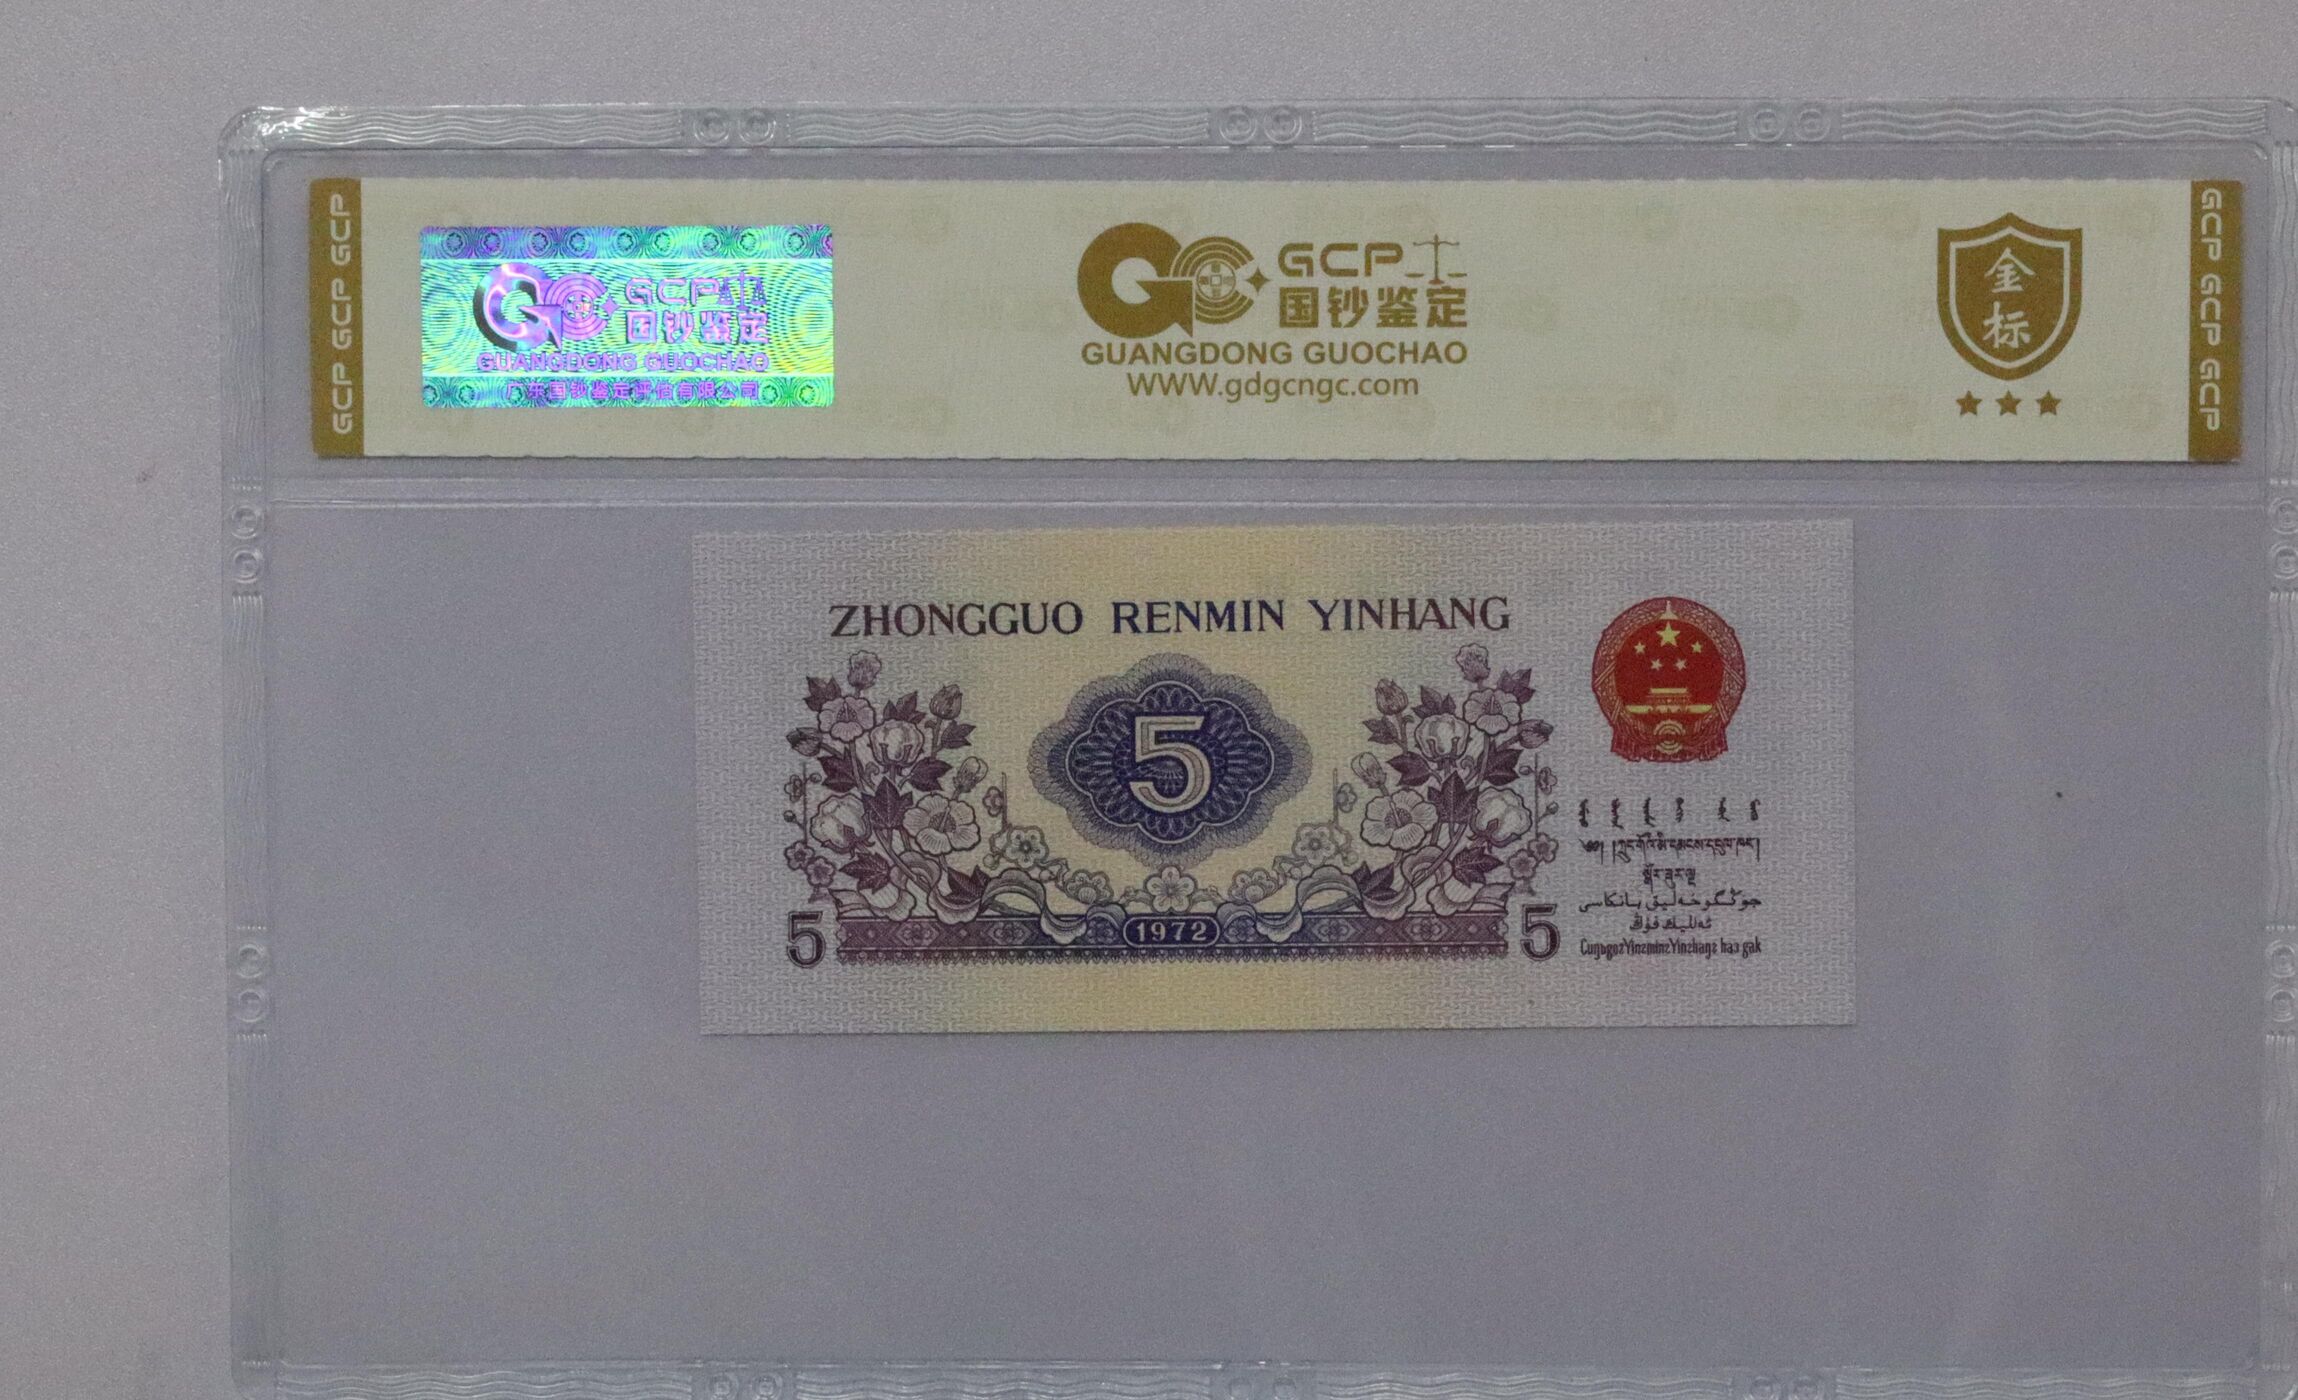 GCP GCP GCP
GCP
国钞鉴定
GUANGDONG GUOCHAO
广东国钞鉴定评估有限公司
GCP
国钞鉴定
GUANGDONG GUOCHAO
WWW.gdgcngc.com
金
标
GCP GCP GCP
ZHONGGUO RENMIN YINHANG
5
5
1972
5
جۇڭگوخەلىق بانكاسى